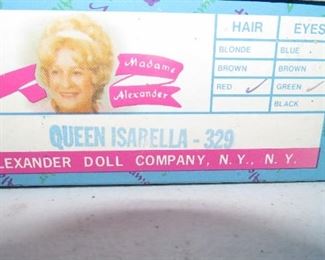 HAIR EYES
Madame
Alexander
BLONDE BLUE
BROWN BROWN
RED GREEN
BLACK
QUEEN ISABELLA - 329
LEXANDER DOLL COMPANY, N.Y., N.Y.